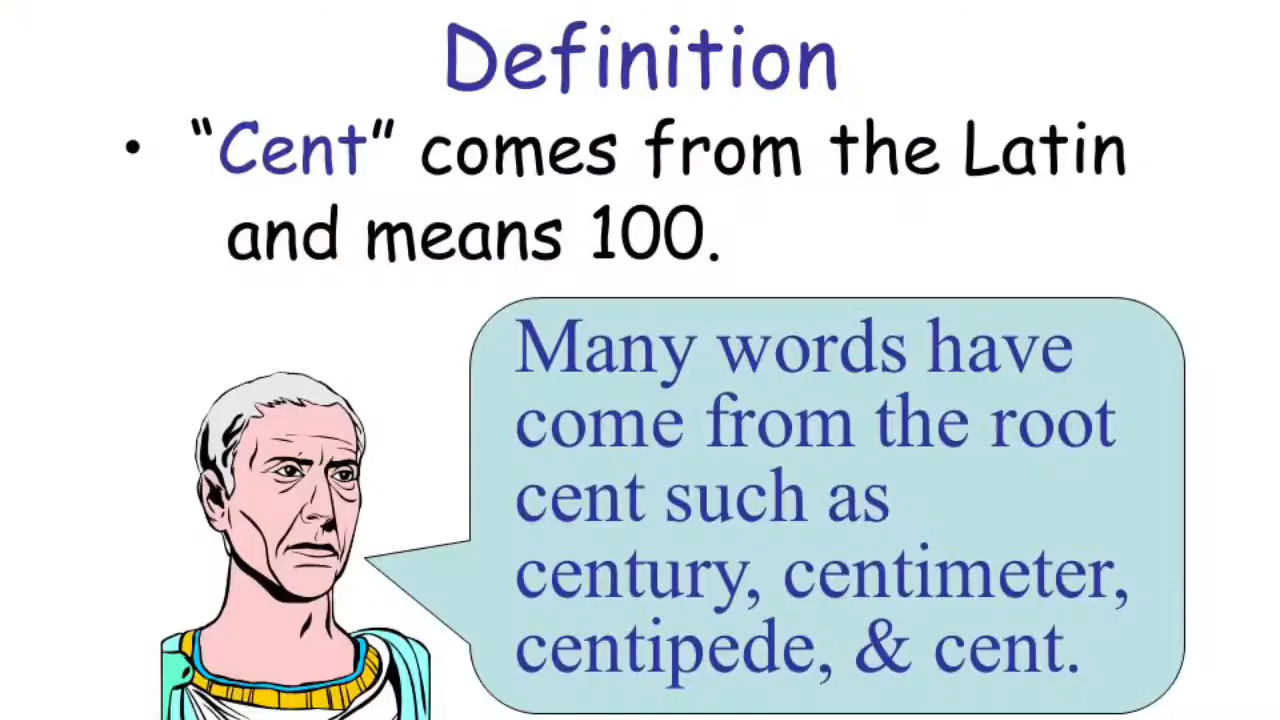 Definition
• “Cent” comes from the Latin
and means 100.
Many words have
come from the root
cent such as
century, centimeter,
centipede, & cent.